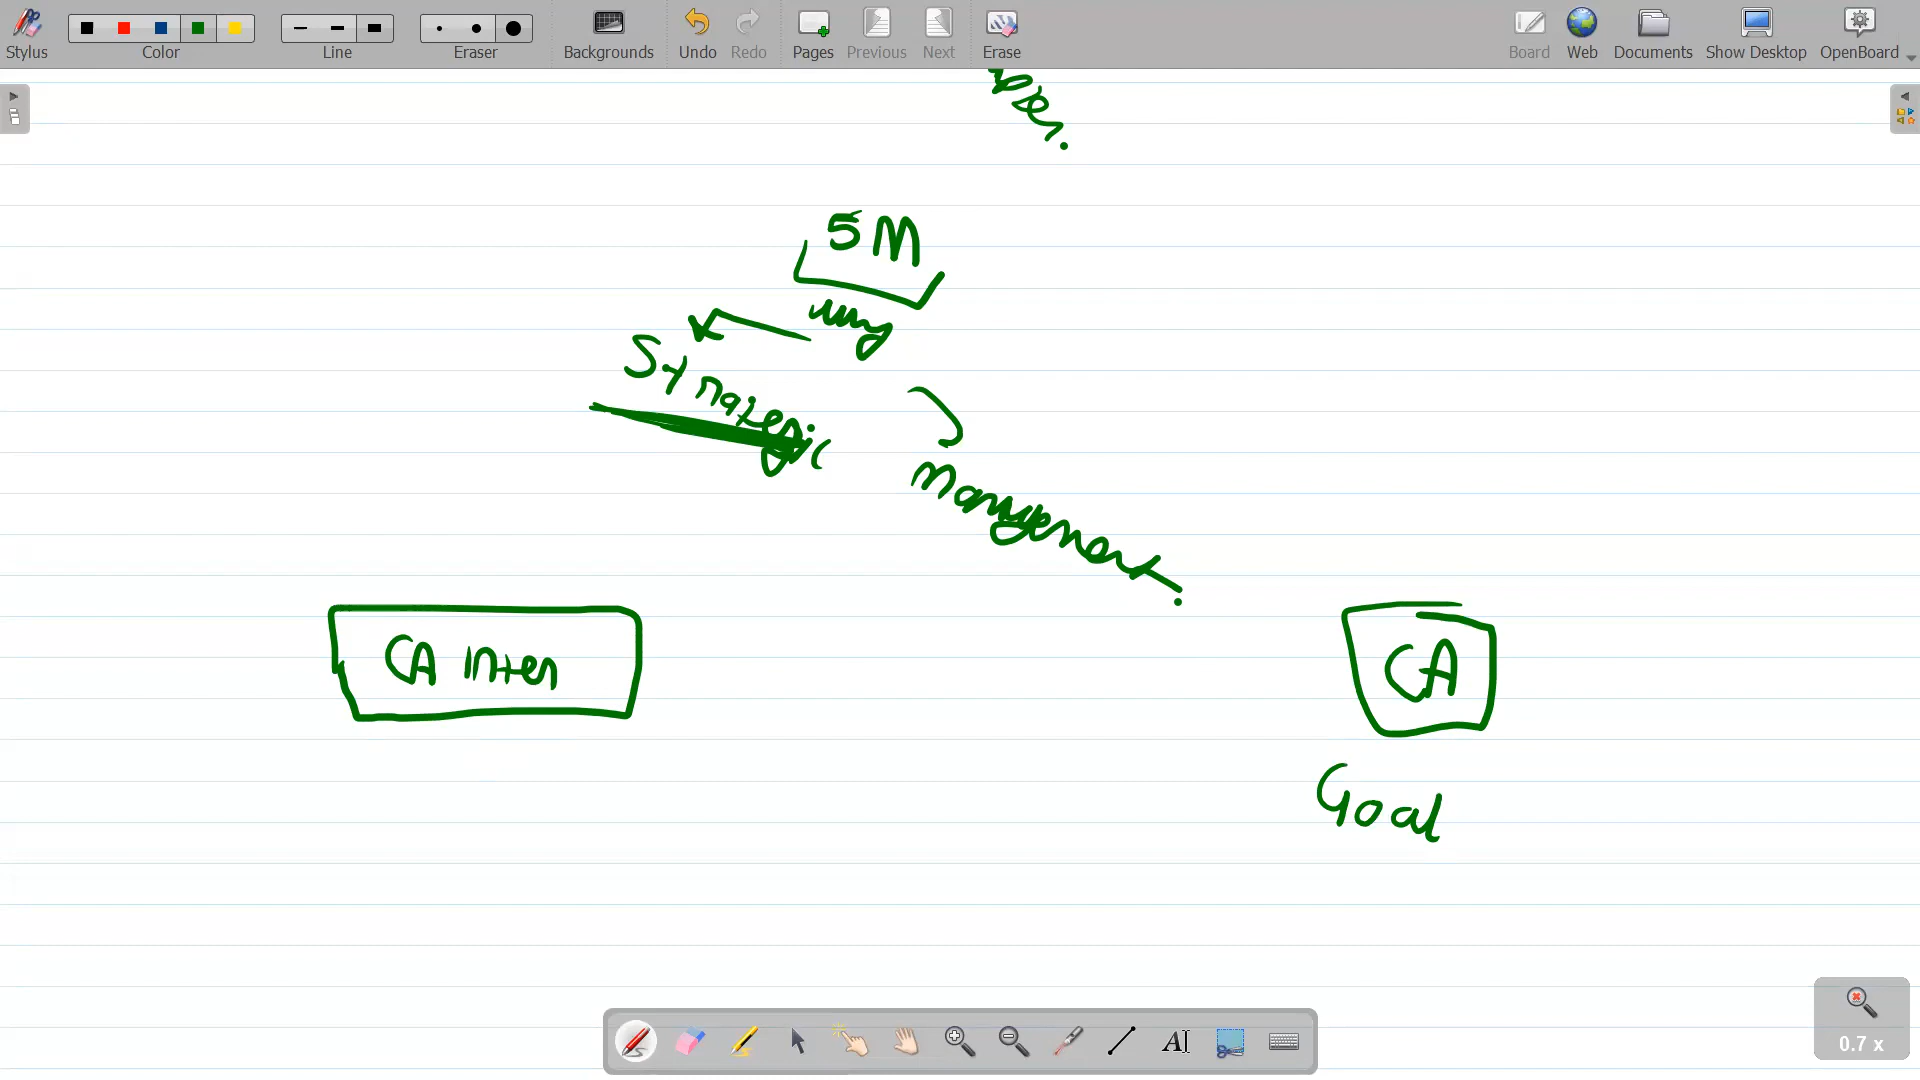 Stylus
Color
Line
Eraser
Backgrounds
Undo
Redo
Pages
Previous
Next
Erase
Board
Web
Documents
Show Desktop
OpenBoard
5M
Strategic
Management.
CA Inter
CA
Goal
0.7 x